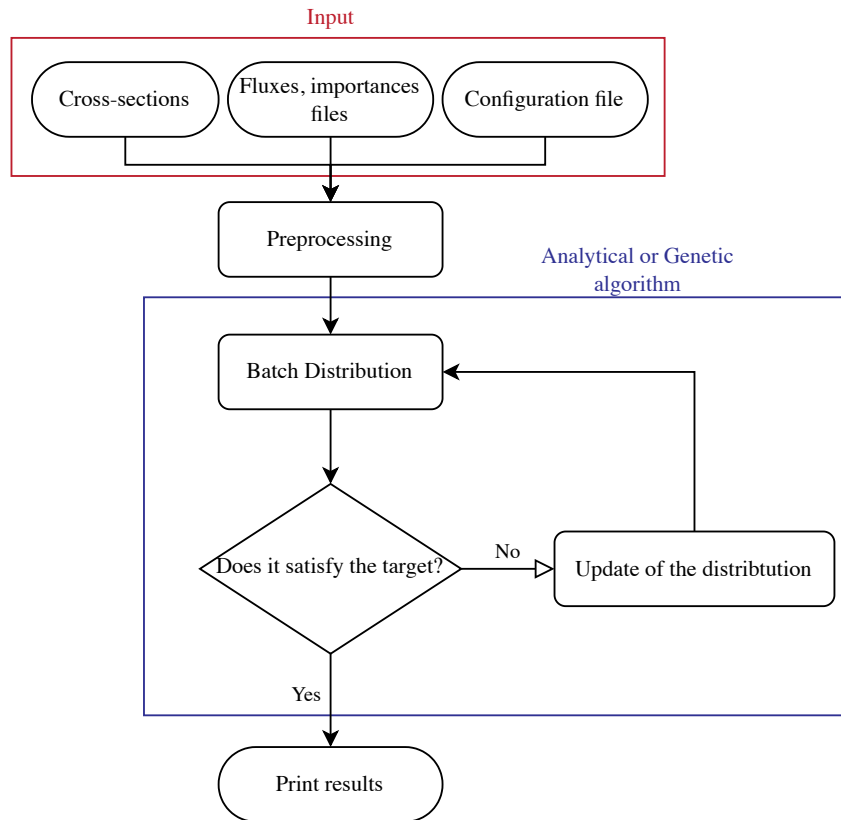 Input
Cross-sections
Fluxes, importances
files
Configuration file
Preprocessing
Analytical or Genetic
algorithm
Batch Distribution
Does it satisfy the target?
No
Update of the distribtution
Yes
Print results